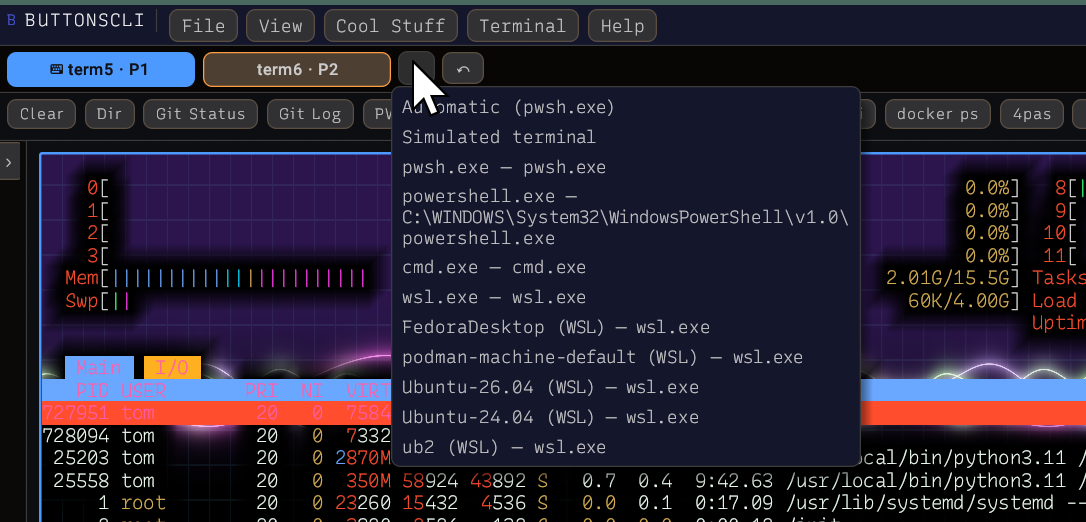 B BUTTONSCLI File View Cool Stuff Terminal Help
term5 · P1 term6 · P2
Clear Dir Git Status Git Log docker ps 4pas
Automatic (pwsh.exe)
Simulated terminal
pwsh.exe — pwsh.exe
powershell.exe —
C:\WINDOWS\System32\WindowsPowerShell\v1.0\
powershell.exe
cmd.exe — cmd.exe
wsl.exe — wsl.exe
FedoraDesktop (WSL) — wsl.exe
podman-machine-default (WSL) — wsl.exe
Ubuntu-26.04 (WSL) — wsl.exe
Ubuntu-24.04 (WSL) — wsl.exe
ub2 (WSL) — wsl.exe
0[ 0.0%] 8[
1[ 0.0%] 9[
2[ 0.0%] 10[
3[ 0.0%] 11[
Mem[ 2.01G/15.5G] Tasks
Swp[ 60K/4.00G] Load
Main I/O
PID USER PRI NI VIRT
727951 tom 20 0 7584
728094 tom 20 0 7332
25203 tom 20 0 2870M /local/bin/python3.11 /
25558 tom 20 0 350M 58924 43892 S 0.7 0.4 9:42.63 /usr/local/bin/python3.11 /
1 root 20 0 23260 15432 4536 S 0.0 0.1 0:17.09 /usr/lib/systemd/systemd --